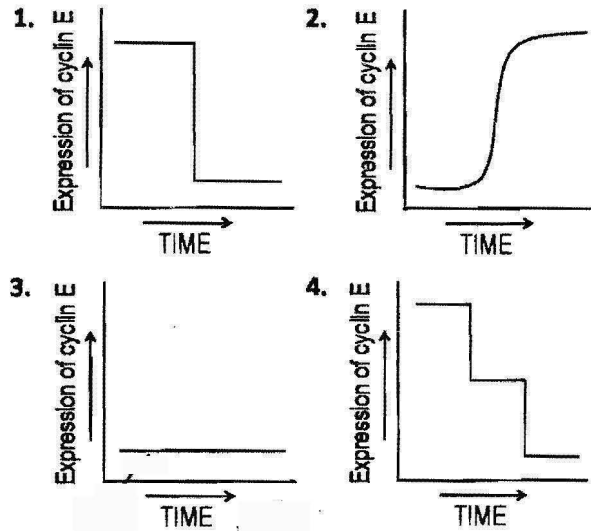 1.
Expression of cyclin E
TIME
2.
Expression of cyclin E
TIME
3.
Expression of cyclin E
TIME
4.
Expression of cyclin E
TIME